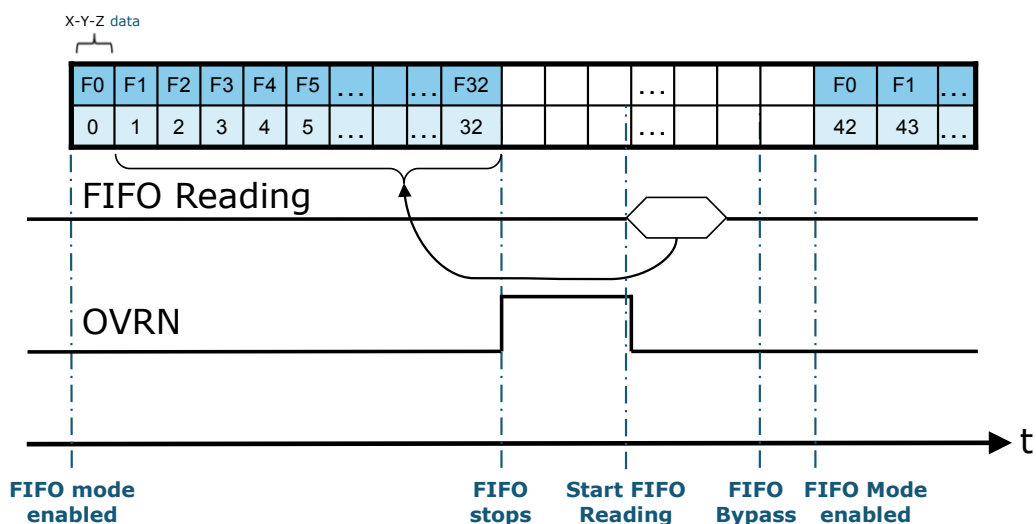 X-Y-Z data
F0 F1 F2 F3 F4 F5 ... ... F32 ... F0 F1 ...
0 1 2 3 4 5 ... ... 32 ... 42 43 ...
FIFO Reading
OVRN
t
FIFO mode enabled
FIFO stops
Start FIFO Reading
FIFO Bypass
FIFO Mode enabled